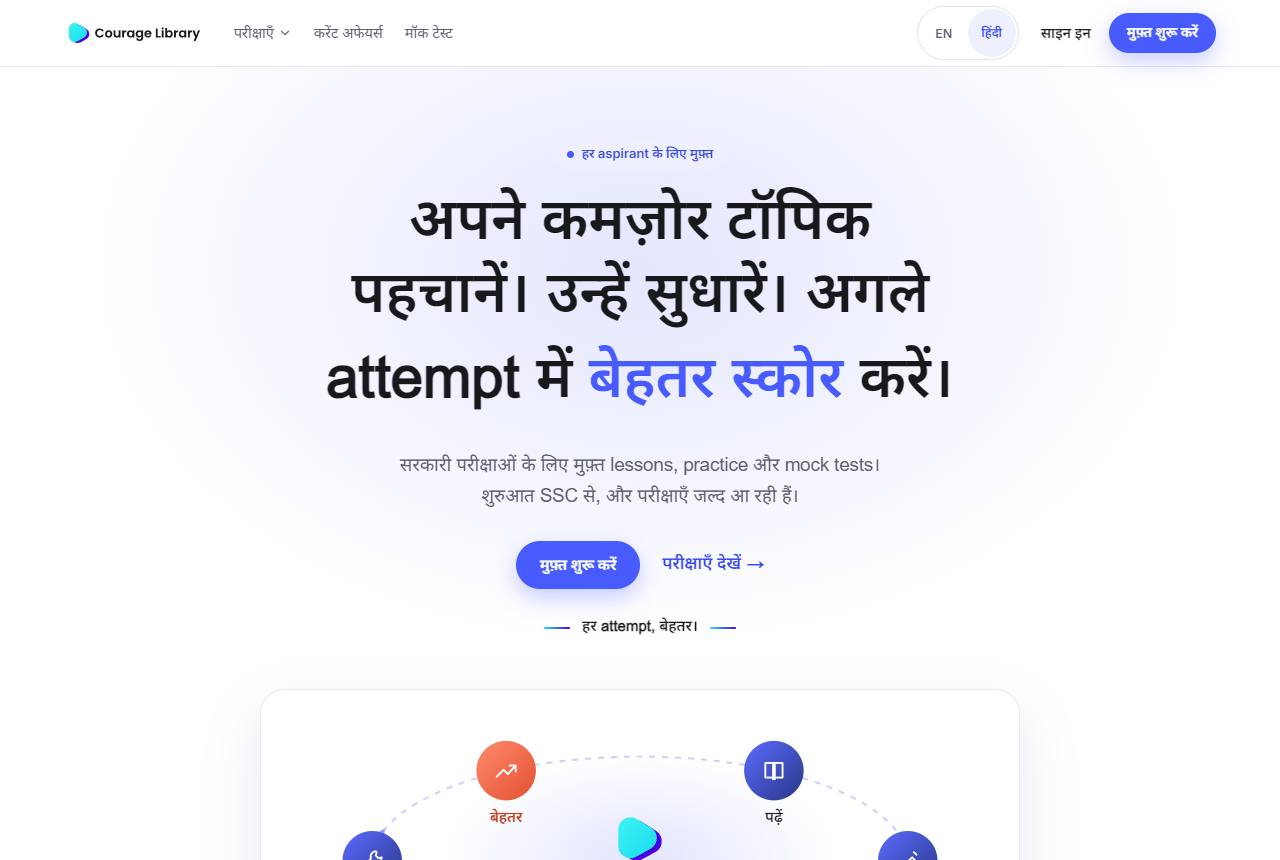 Courage Library
परीक्षाएँ
करेंट अफेयर्स
मॉक टेस्ट
EN
हिंदी
साइन इन
मुफ़्त शुरू करें
हर aspirant के लिए मुफ़्त
अपने कमज़ोर टॉपिक
पहचानें। उन्हें सुधारें। अगले
attempt में बेहतर स्कोर करें।
सरकारी परीक्षाओं के लिए मुफ़्त lessons, practice और mock tests।
शुरुआत SSC से, और परीक्षाएँ जल्द आ रही हैं।
मुफ़्त शुरू करें
परीक्षाएँ देखें →
हर attempt, बेहतर।
बेहतर
पढ़ें